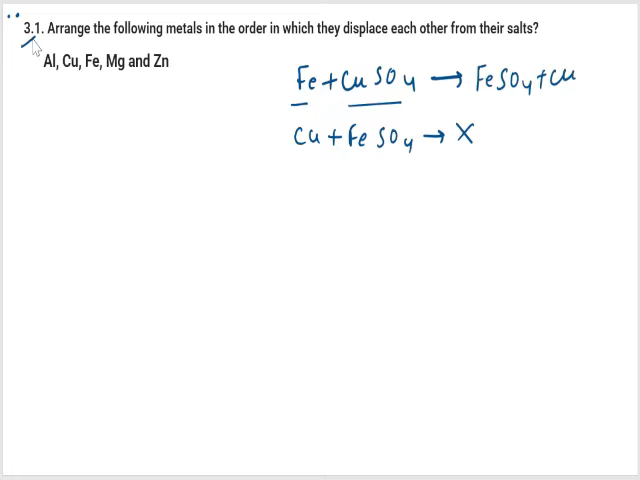 3.1. Arrange the following metals in the order in which they displace each other from their salts?
Al, Cu, Fe, Mg and Zn
Fe + CuSO4 → FeSO4 + Cu
Cu + FeSO4 → X